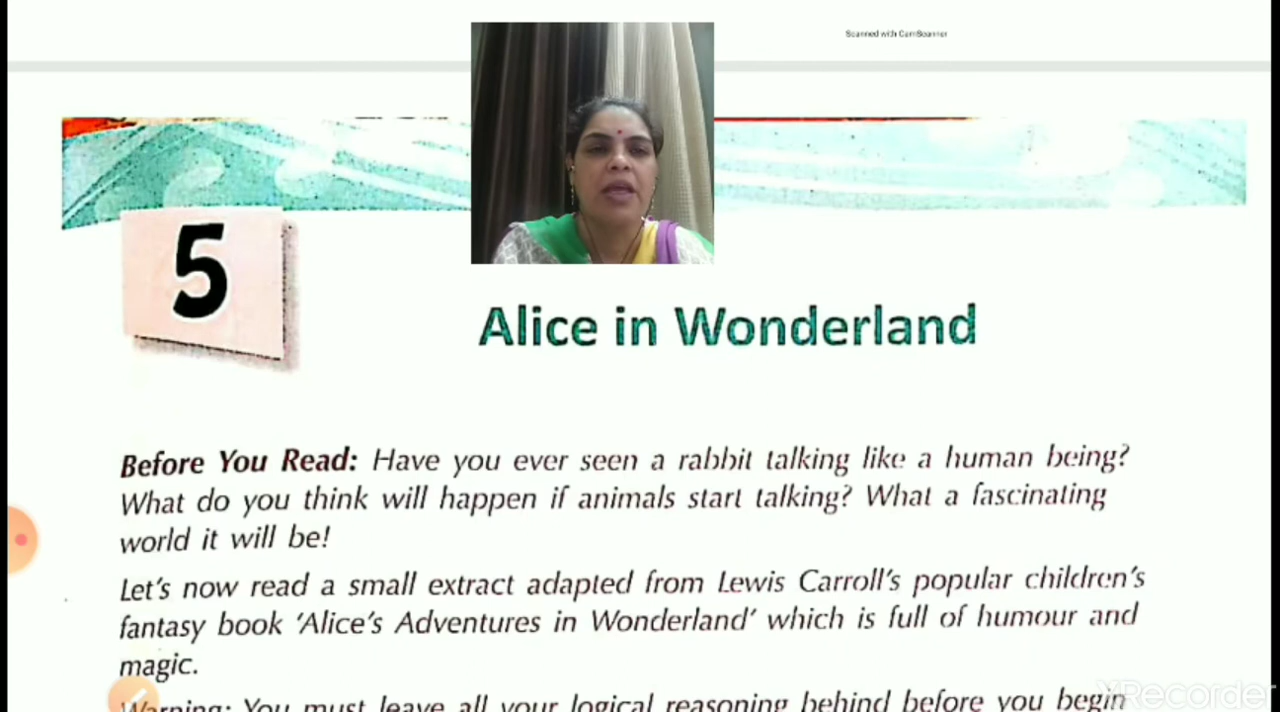 Scanned with CamScanner
5
Alice in Wonderland
Before You Read: Have you ever seen a rabbit talking like a human being?
What do you think will happen if animals start talking? What a fascinating
world it will be!
Let's now read a small extract adapted from Lewis Carroll's popular children's
fantasy book 'Alice's Adventures in Wonderland' which is full of humour and
magic.
Warning: You must leave all your logical reasoning behind before you begin
XRecorder